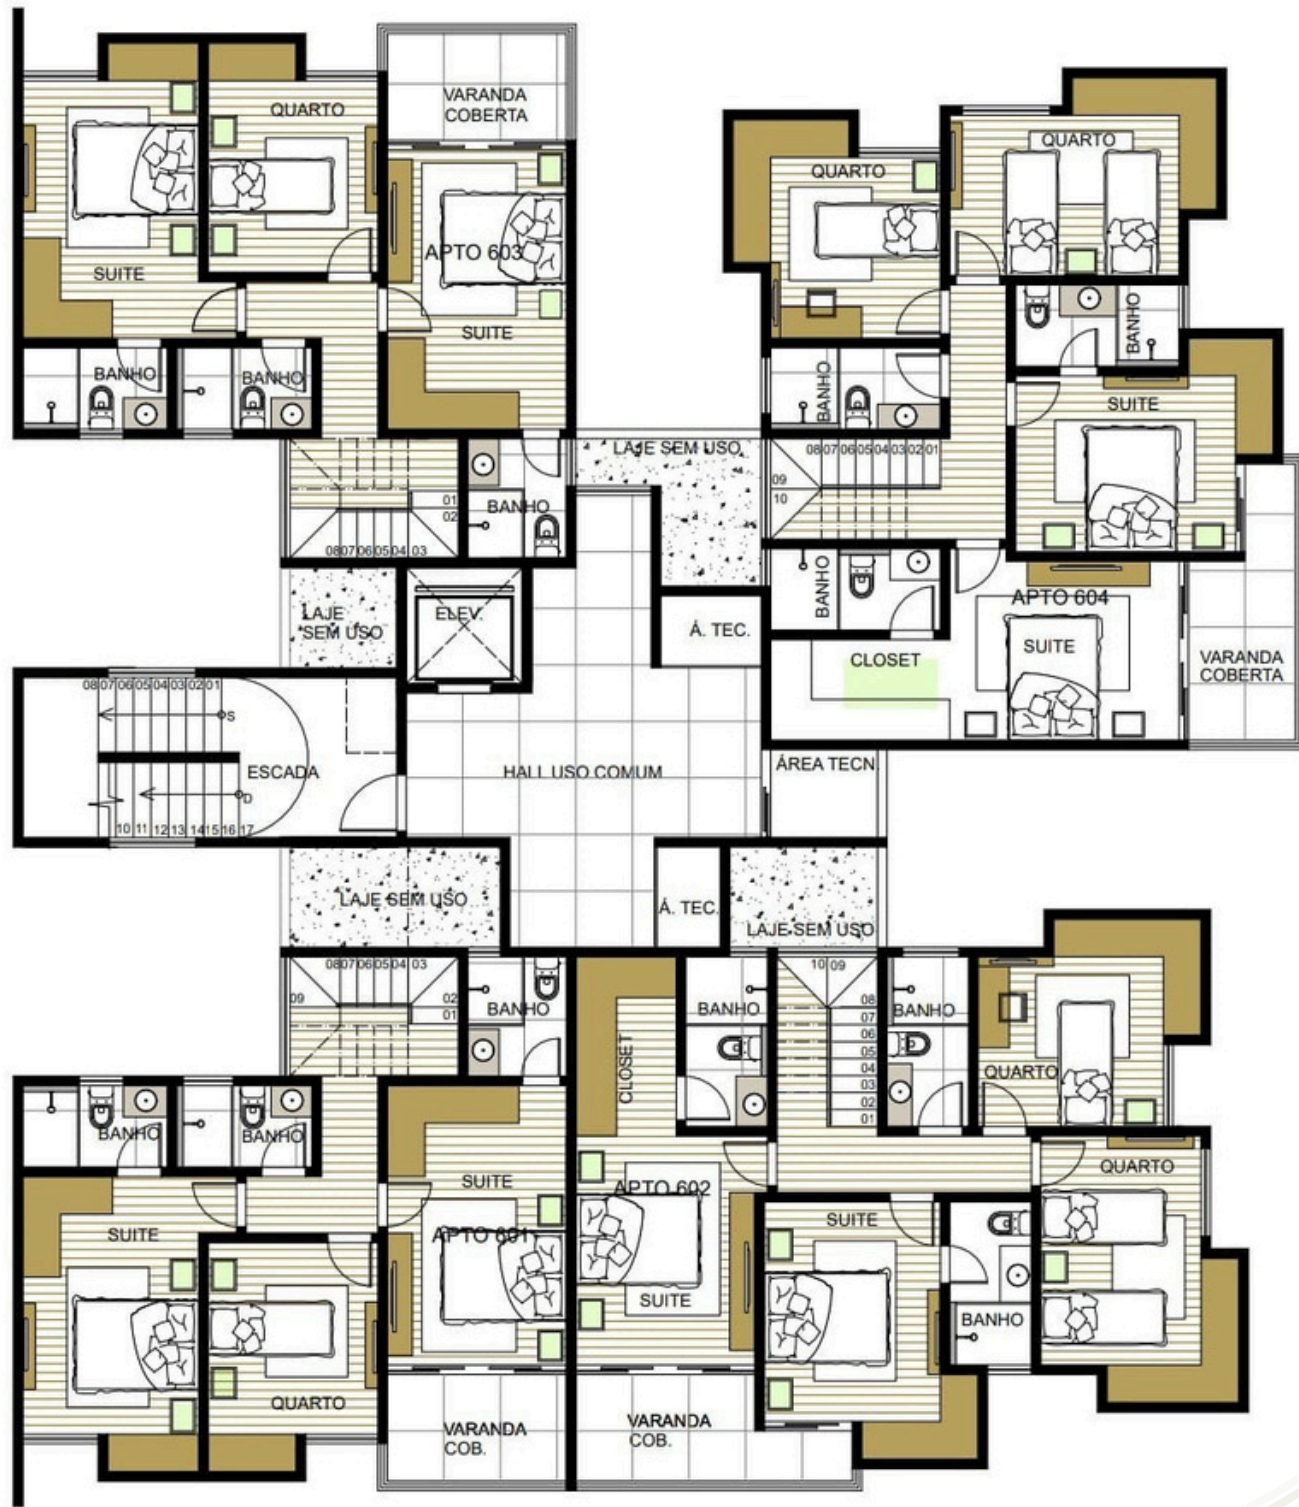 VARANDA
COBERTA
QUARTO
SUITE
APTO 603
SUITE
BANHO
BANHO
01
02
08 07 06 05 04 03
BANHO
LAJE SEM USO
QUARTO
QUARTO
BANHO
SUITE
BANHO
08 07 06 05 04 03 02 01
09
10
BANHO
CLOSET
APTO 604
SUITE
VARANDA
COBERTA
LAJE
SEM USO
ELEV.
Á. TEC.
08 07 06 05 04 03 02 01
S
ESCADA
D
10 11 12 13 14 15 16 17
HALL USO COMUM
ÁREA TECN.
LAJE SEM USO
Á. TEC.
LAJE SEM USO
08 07 06 05 04 03
09
02
01
BANHO
BANHO
BANHO
SUITE
QUARTO
SUITE
APTO 601
VARANDA
COB.
CLOSET
BANHO
10 09
08
07
06
05
04
03
02
01
BANHO
QUARTO
APTO 602
SUITE
VARANDA
COB.
SUITE
BANHO
QUARTO